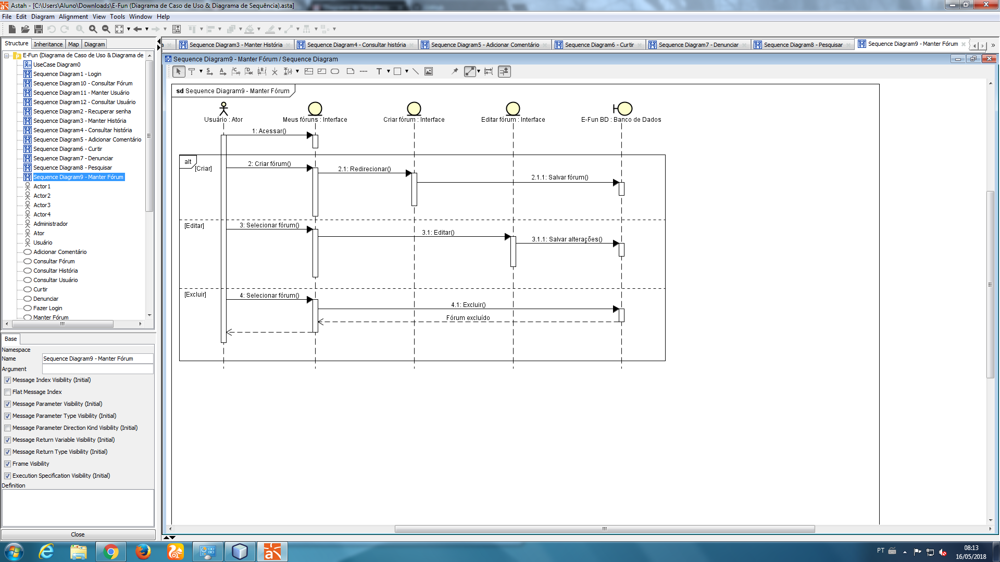 Astah - [C:\Users\Aluno\Downloads\E-Fun (Diagrama de Caso de Uso & Diagrama de Sequência).asta]
File Edit Diagram Alignment View Tools Window Help
Structure Inheritance Map Diagram
E-Fun (Diagrama de Caso de Uso & Diagrama de
UseCase Diagram0
Sequence Diagram1 - Login
Sequence Diagram10 - Consultar Fórum
Sequence Diagram11 - Manter Usuário
Sequence Diagram12 - Consultar Usuário
Sequence Diagram2 - Recuperar senha
Sequence Diagram3 - Manter História
Sequence Diagram4 - Consultar história
Sequence Diagram5 - Adicionar Comentário
Sequence Diagram6 - Curtir
Sequence Diagram7 - Denunciar
Sequence Diagram8 - Pesquisar
Sequence Diagram9 - Manter Fórum
Actor1
Actor2
Actor3
Actor4
Administrador
Ator
Usuário
Adicionar Comentário
Consultar Fórum
Consultar História
Consultar Usuário
Curtir
Denunciar
Fazer Login
Manter Fórum
Base
Namespace
Name Sequence Diagram9 - Manter Fórum
Argument
Message Index Visibility (Initial)
Flat Message Index
Message Parameter Visibility (Initial)
Message Parameter Type Visibility (Initial)
Message Parameter Direction Kind Visibility (Initial)
Message Return Variable Visibility (Initial)
Message Return Type Visibility (Initial)
Frame Visibility
Execution Specification Visibility (Initial)
Definition
Close
a Sequence Diagram3 - Manter História Sequence Diagram4 - Consultar história Sequence Diagram5 - Adicionar Comentário Sequence Diagram6 - Curtir Sequence Diagram7 - Denunciar Sequence Diagram8 - Pesquisar Sequence Diagram9 - Manter Fórum
Sequence Diagram9 - Manter Fórum / Sequence Diagram
sd Sequence Diagram9 - Manter Fórum
Usuário : Ator Meus fóruns : Interface Criar fórum : Interface Editar fórum : Interface E-Fun BD : Banco de Dados
1: Acessar()
alt
[Criar]
2: Criar fórum()
2.1: Redirecionar()
2.1.1: Salvar fórum()
[Editar]
3: Selecionar fórum()
3.1: Editar()
3.1.1: Salvar alterações()
[Excluir]
4: Selecionar fórum()
4.1: Excluir()
Fórum excluído
PT
08:13
16/05/2018